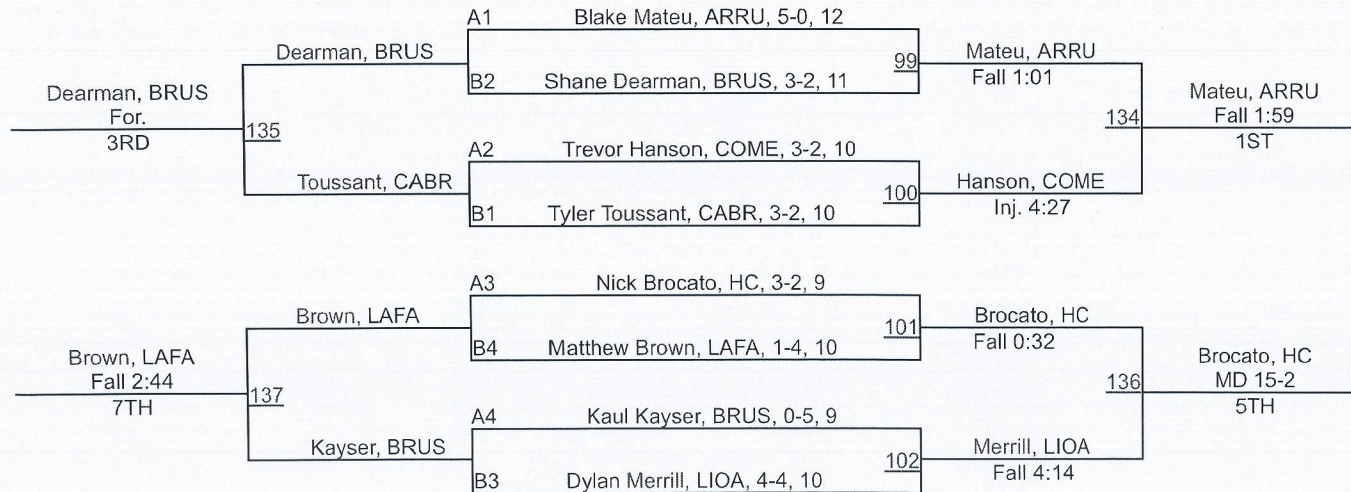 A1 Blake Mateu, ARRU, 5-0, 12
Dearman, BRUS
99
Mateu, ARRU
Fall 1:01
B2 Shane Dearman, BRUS, 3-2, 11
Dearman, BRUS
For.
3RD
135
134
Mateu, ARRU
Fall 1:59
1ST
A2 Trevor Hanson, COME, 3-2, 10
Toussant, CABR
100
Hanson, COME
Inj. 4:27
B1 Tyler Toussant, CABR, 3-2, 10
A3 Nick Brocato, HC, 3-2, 9
Brown, LAFA
101
Brocato, HC
Fall 0:32
B4 Matthew Brown, LAFA, 1-4, 10
Brown, LAFA
Fall 2:44
7TH
137
136
Brocato, HC
MD 15-2
5TH
A4 Kaul Kayser, BRUS, 0-5, 9
Kayser, BRUS
102
Merrill, LIOA
Fall 4:14
B3 Dylan Merrill, LIOA, 4-4, 10